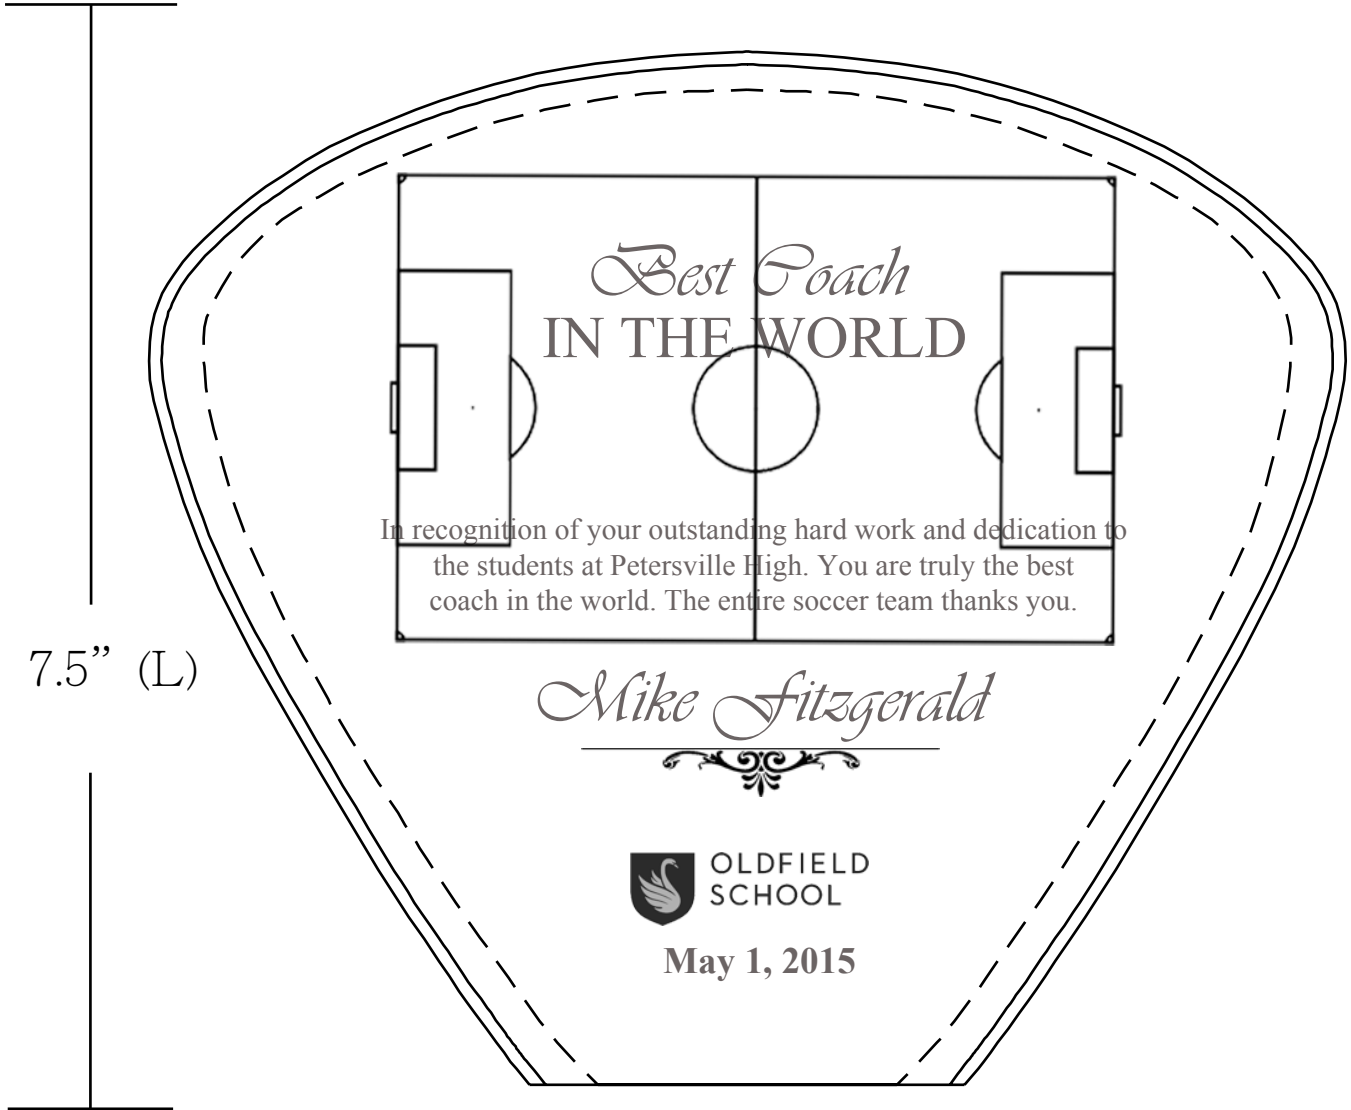 Best Coach
IN THE WORLD
In recognition of your outstanding hard work and dedication to
the students at Petersville High. You are truly the best
coach in the world. The entire soccer team thanks you.
7.5” (L)
Mike Fitzgerald
OLDFIELD
SCHOOL
May 1, 2015